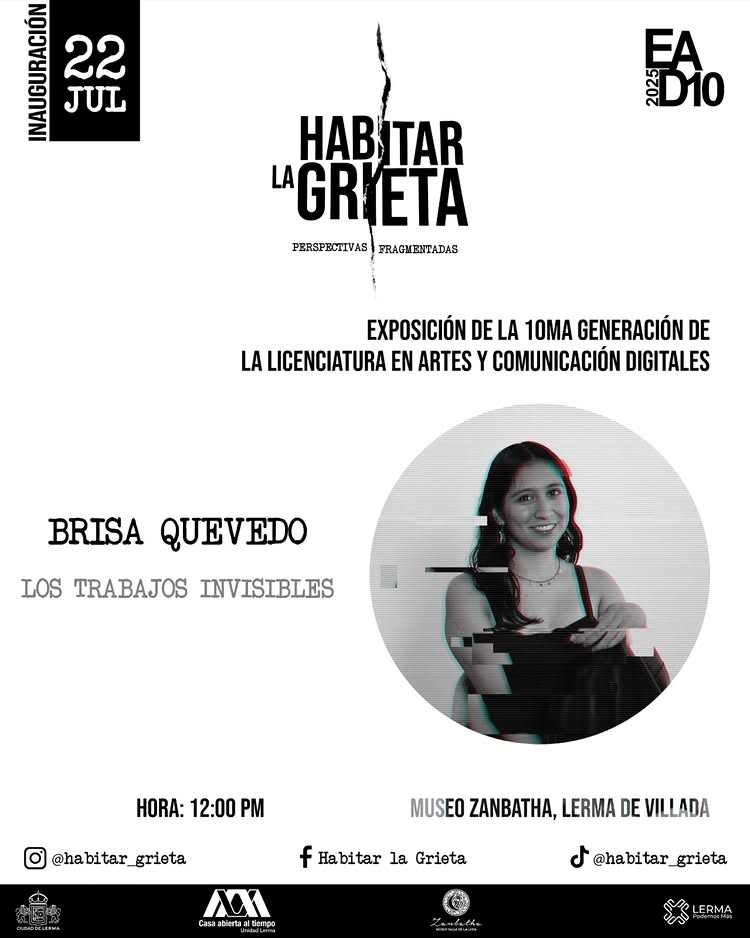 INAUGURACIÓN
22
JUL
EA
2025
D10
HABITAR
LA GRIETA
PERSPECTIVAS FRAGMENTADAS
EXPOSICIÓN DE LA 10MA GENERACIÓN DE
LA LICENCIATURA EN ARTES Y COMUNICACIÓN DIGITALES
BRISA QUEVEDO
LOS TRABAJOS INVISIBLES
HORA: 12:00 PM
MUSEO ZANBATHA, LERMA DE VILLADA
@habitar_grieta
Habitar la Grieta
@habitar_grieta
CIUDAD DE LERMA
Casa abierta al tiempo
Unidad Lerma
Zanbatha
LERMA
Podemos Más